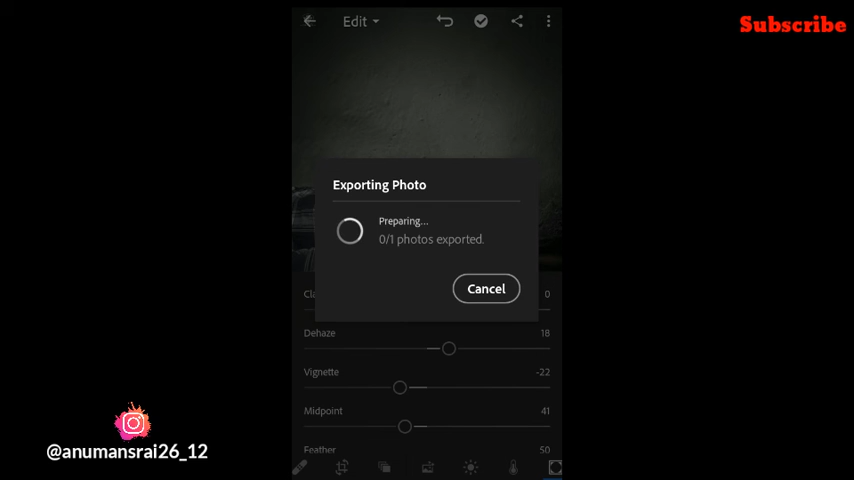 Edit
Subscribe
Exporting Photo
Preparing...
0/1 photos exported.
Cancel
0
Dehaze 18
Vignette -22
Midpoint 41
Feather 50
@anumansrai26_12